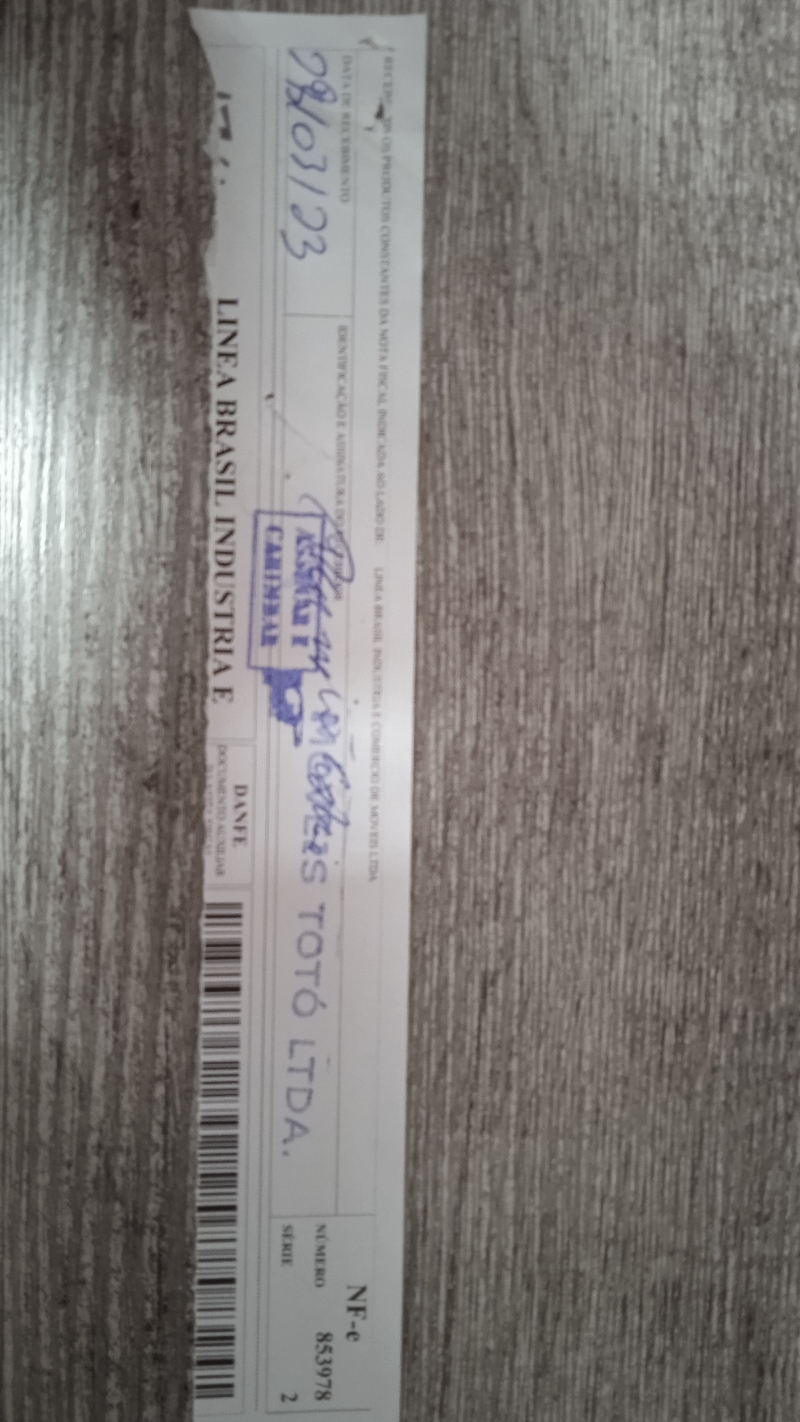 RECEBEMOS OS PRODUTOS CONSTANTES DA NOTA FISCAL INDICADA AO LADO DE LINEA BRASIL INDUSTRIA E COMERCIO DE MOVEIS LTDA
NF-e
DATA DE RECEBIMENTO
IDENTIFICAÇÃO E ASSINATURA DO
NÚMERO 853978
28/03/23
TOTÓ LTDA.
ASSINAR E
CARIMBAR
SÉRIE 2
LINEA BRASIL INDUSTRIA E
DANFE
DOCUMENTO AUXILIAR